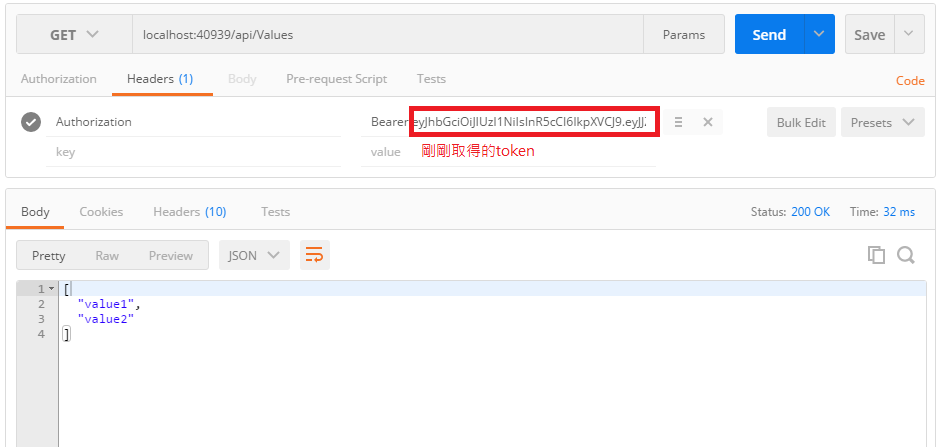 GET localhost:40939/api/Values Params Send Save
Authorization Headers (1) Body Pre-request Script Tests Code
Authorization Bearer eyJhbGciOiJIUzI1NiIsInR5cCI6IkpXVCJ9.eyJJ Bulk Edit Presets
key value 剛剛取得的token
Body Cookies Headers (10) Tests Status: 200 OK Time: 32 ms
Pretty Raw Preview JSON
1 [
2 "value1",
3 "value2"
4 ]